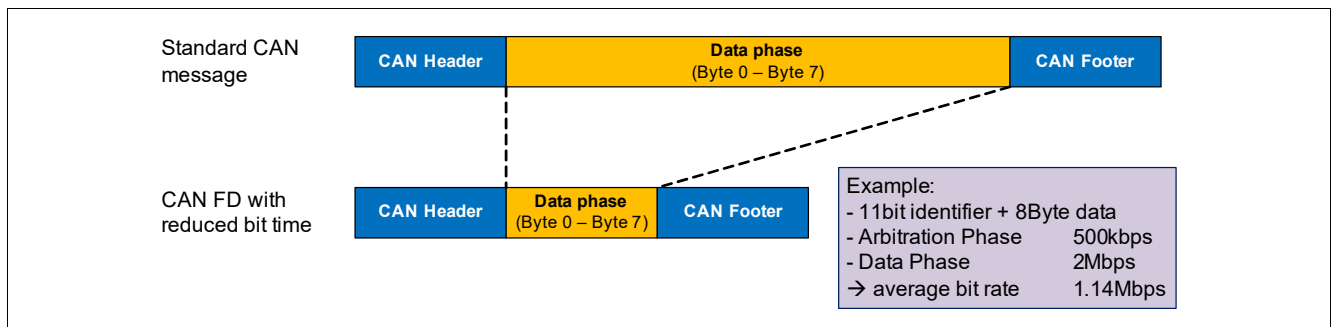 Standard CAN
message
CAN Header
Data phase
(Byte 0 – Byte 7)
CAN Footer
CAN FD with
reduced bit time
CAN Header
Data phase
(Byte 0 – Byte 7)
CAN Footer
Example:
- 11bit identifier + 8Byte data
- Arbitration Phase 500kbps
- Data Phase 2Mbps
→ average bit rate 1.14Mbps